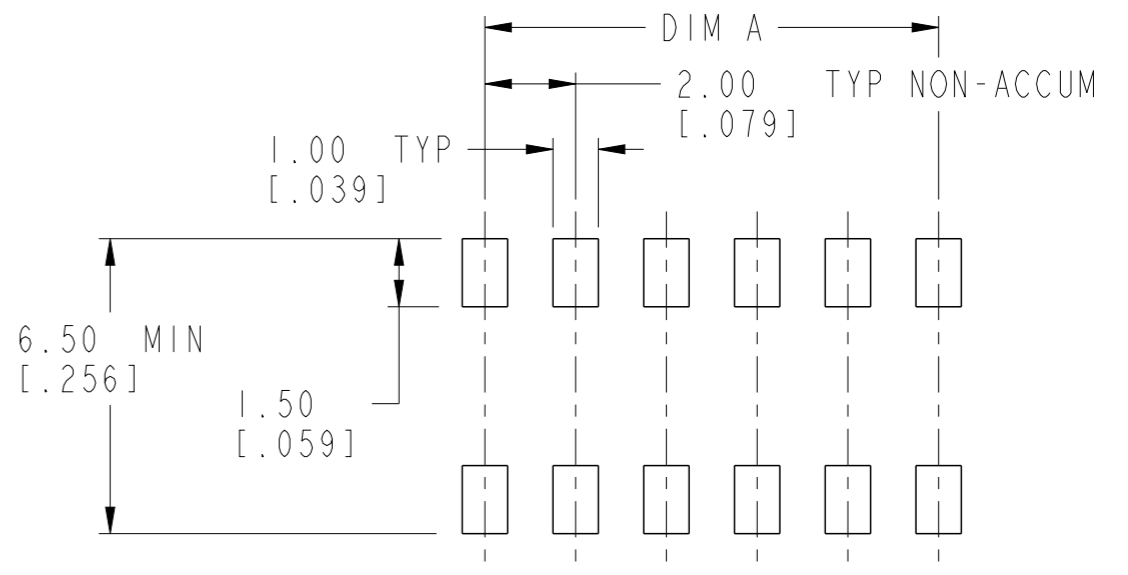 DIM A
2.00 TYP NON-ACCUM
[.079]
1.00 TYP
[.039]
6.50 MIN
[.256]
1.50
[.059]